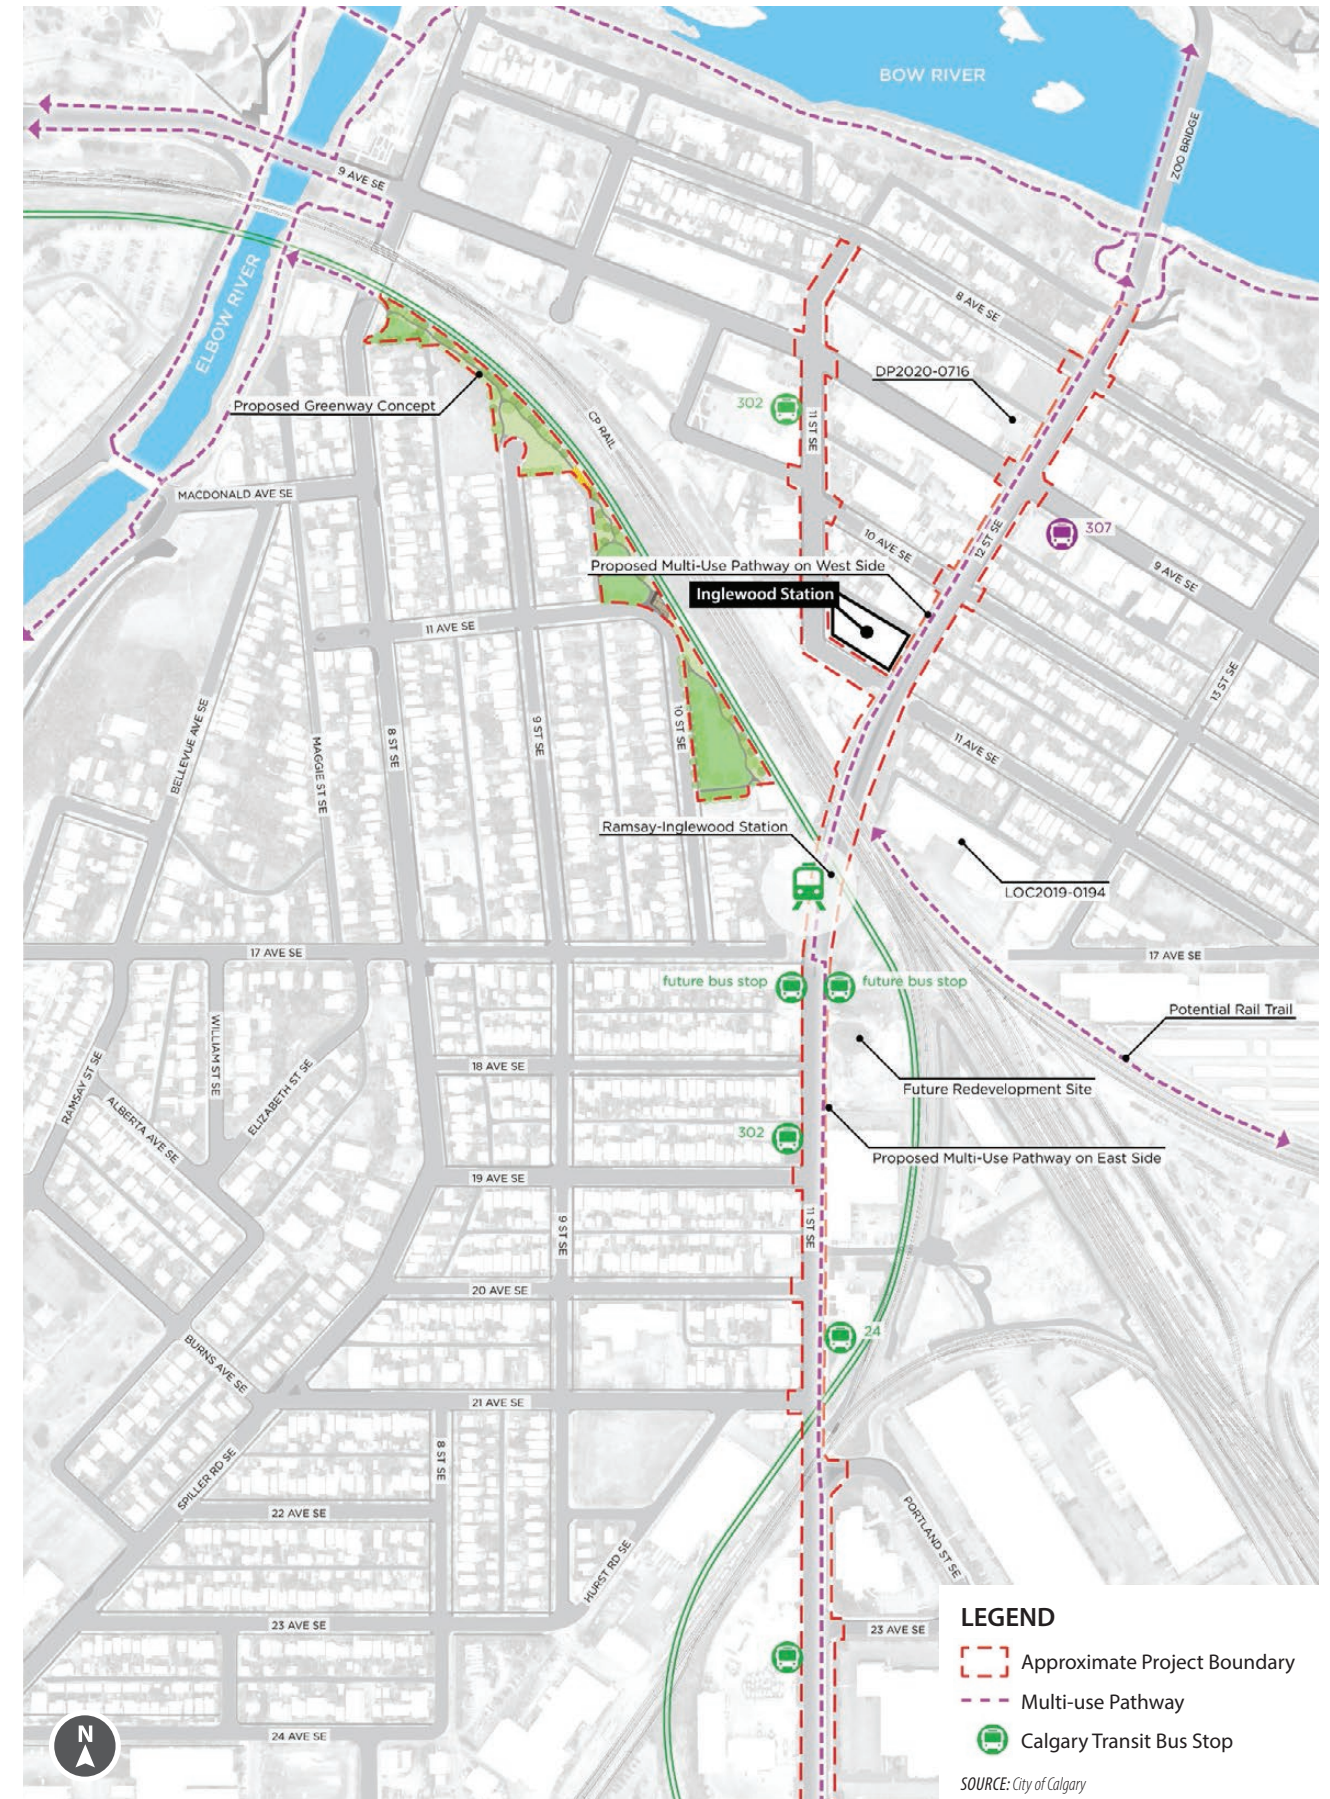 BOW RIVER
ZOO BRIDGE
9 AVE SE
ELBOW RIVER
8 AVE SE
DP2020-0716
302
Proposed Greenway Concept
CP RAIL
11 ST SE
MACDONALD AVE SE
307
12 ST SE
10 AVE SE
Proposed Multi-Use Pathway on West Side
9 AVE SE
Inglewood Station
11 AVE SE
13 ST SE
BELLEVUE AVE SE
MAGGIE ST SE
8 ST SE
9 ST SE
10 ST SE
11 AVE SE
Ramsay-Inglewood Station
LOC2019-0194
17 AVE SE
17 AVE SE
future bus stop
future bus stop
Potential Rail Trail
WILLIAM ST SE
RAMSAY ST SE
ALBERTA AVE SE
ELIZABETH ST SE
18 AVE SE
Future Redevelopment Site
302
Proposed Multi-Use Pathway on East Side
19 AVE SE
9 ST SE
11 ST SE
20 AVE SE
24
BURNS AVE SE
21 AVE SE
SPILLER RD SE
8 ST SE
22 AVE SE
HURST RD SE
PORTLAND ST SE
23 AVE SE
23 AVE SE
24 AVE SE
N
LEGEND
Approximate Project Boundary
Multi-use Pathway
Calgary Transit Bus Stop
SOURCE: City of Calgary